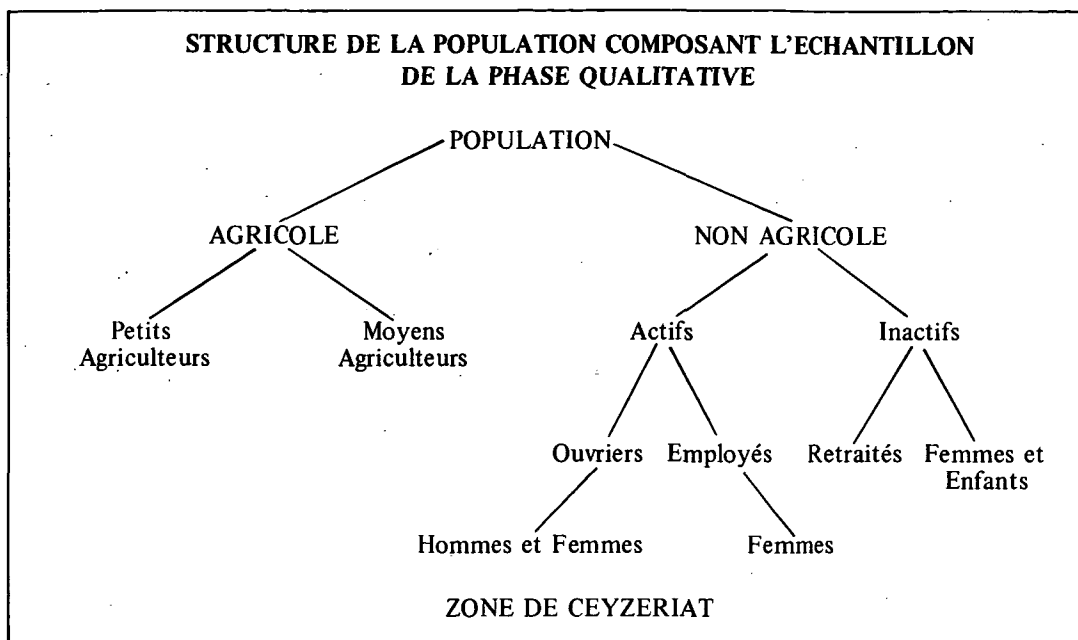 STRUCTURE DE LA POPULATION COMPOSANT L'ECHANTILLON
DE LA PHASE QUALITATIVE
POPULATION
AGRICOLE
NON AGRICOLE
Petits
Agriculteurs
Moyens
Agriculteurs
Actifs
Inactifs
Ouvriers
Employés
Retraités
Femmes et
Enfants
Hommes et Femmes
Femmes
ZONE DE CEYZERIAT